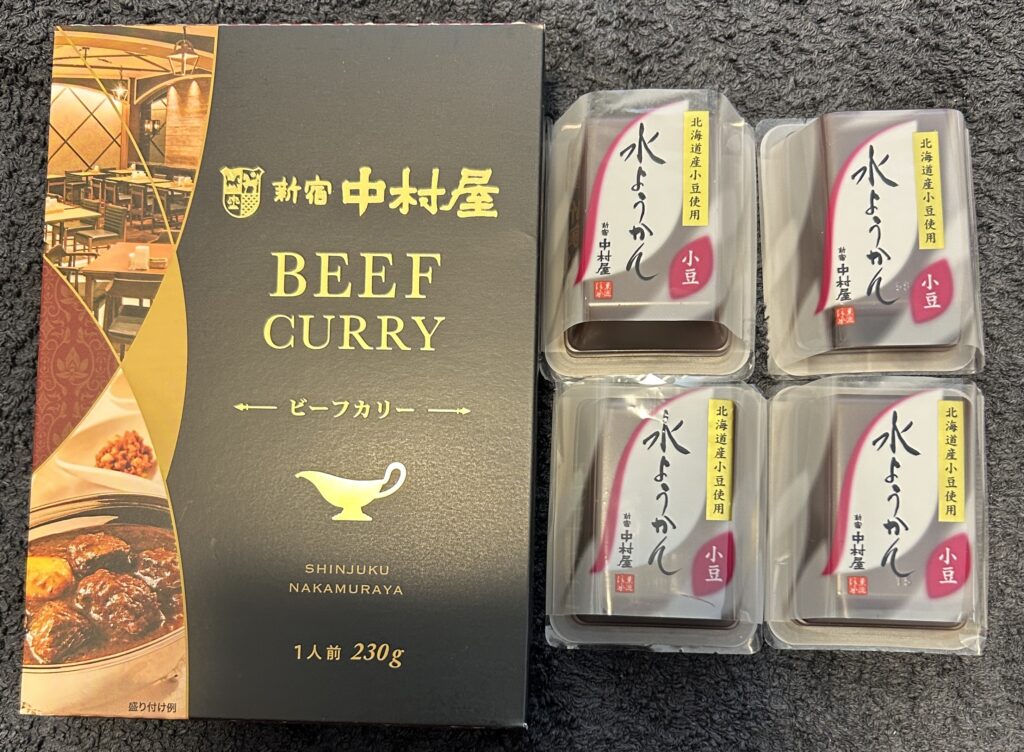 新宿 中村屋
BEEF
CURRY
ビーフカリー
SHINJUKU
NAKAMURAYA
1人前 230g
盛り付け例
北海道産小豆使用
水ようかん
小豆
新宿 中村屋
北海道産小豆使用
水ようかん
小豆
新宿 中村屋
北海道産小豆使用
水ようかん
小豆
新宿 中村屋
北海道産小豆使用
水ようかん
小豆
新宿 中村屋